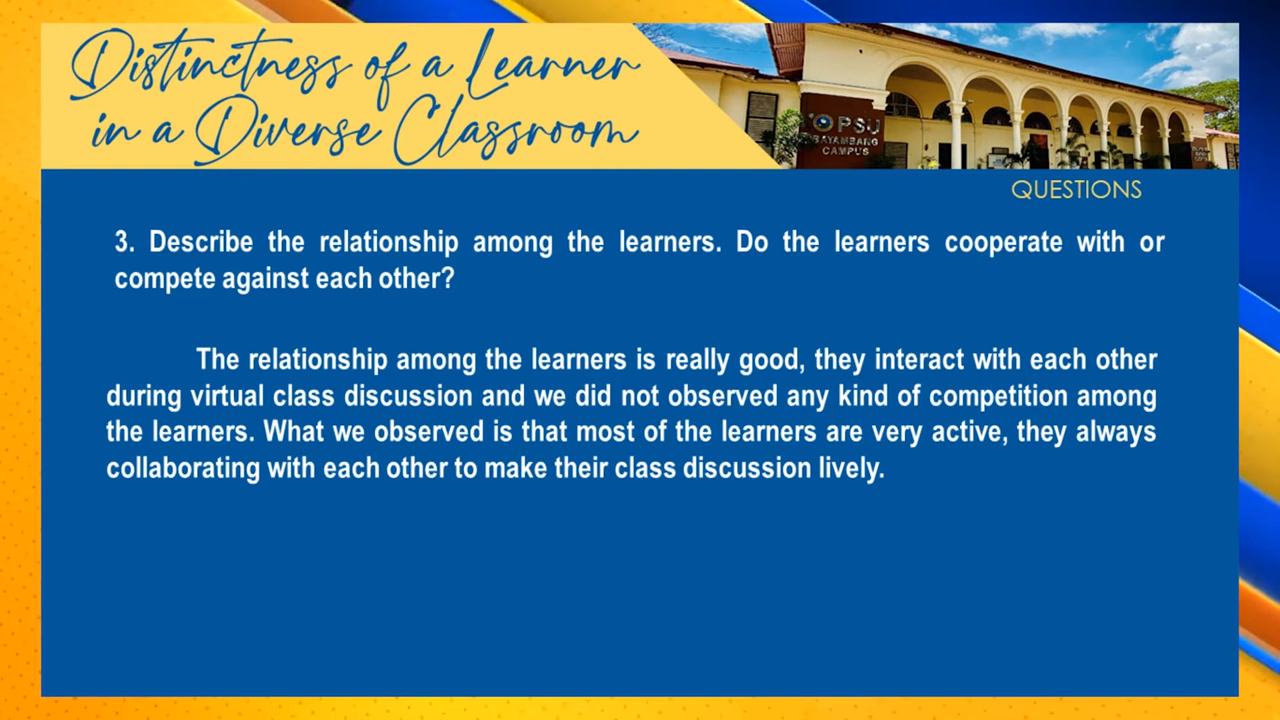 Distinctness of a Learner
in a Diverse Classroom
PSU
BAYAMBANG
CAMPUS
QUESTIONS
3. Describe the relationship among the learners. Do the learners cooperate with or
compete against each other?
The relationship among the learners is really good, they interact with each other
during virtual class discussion and we did not observed any kind of competition among
the learners. What we observed is that most of the learners are very active, they always
collaborating with each other to make their class discussion lively.